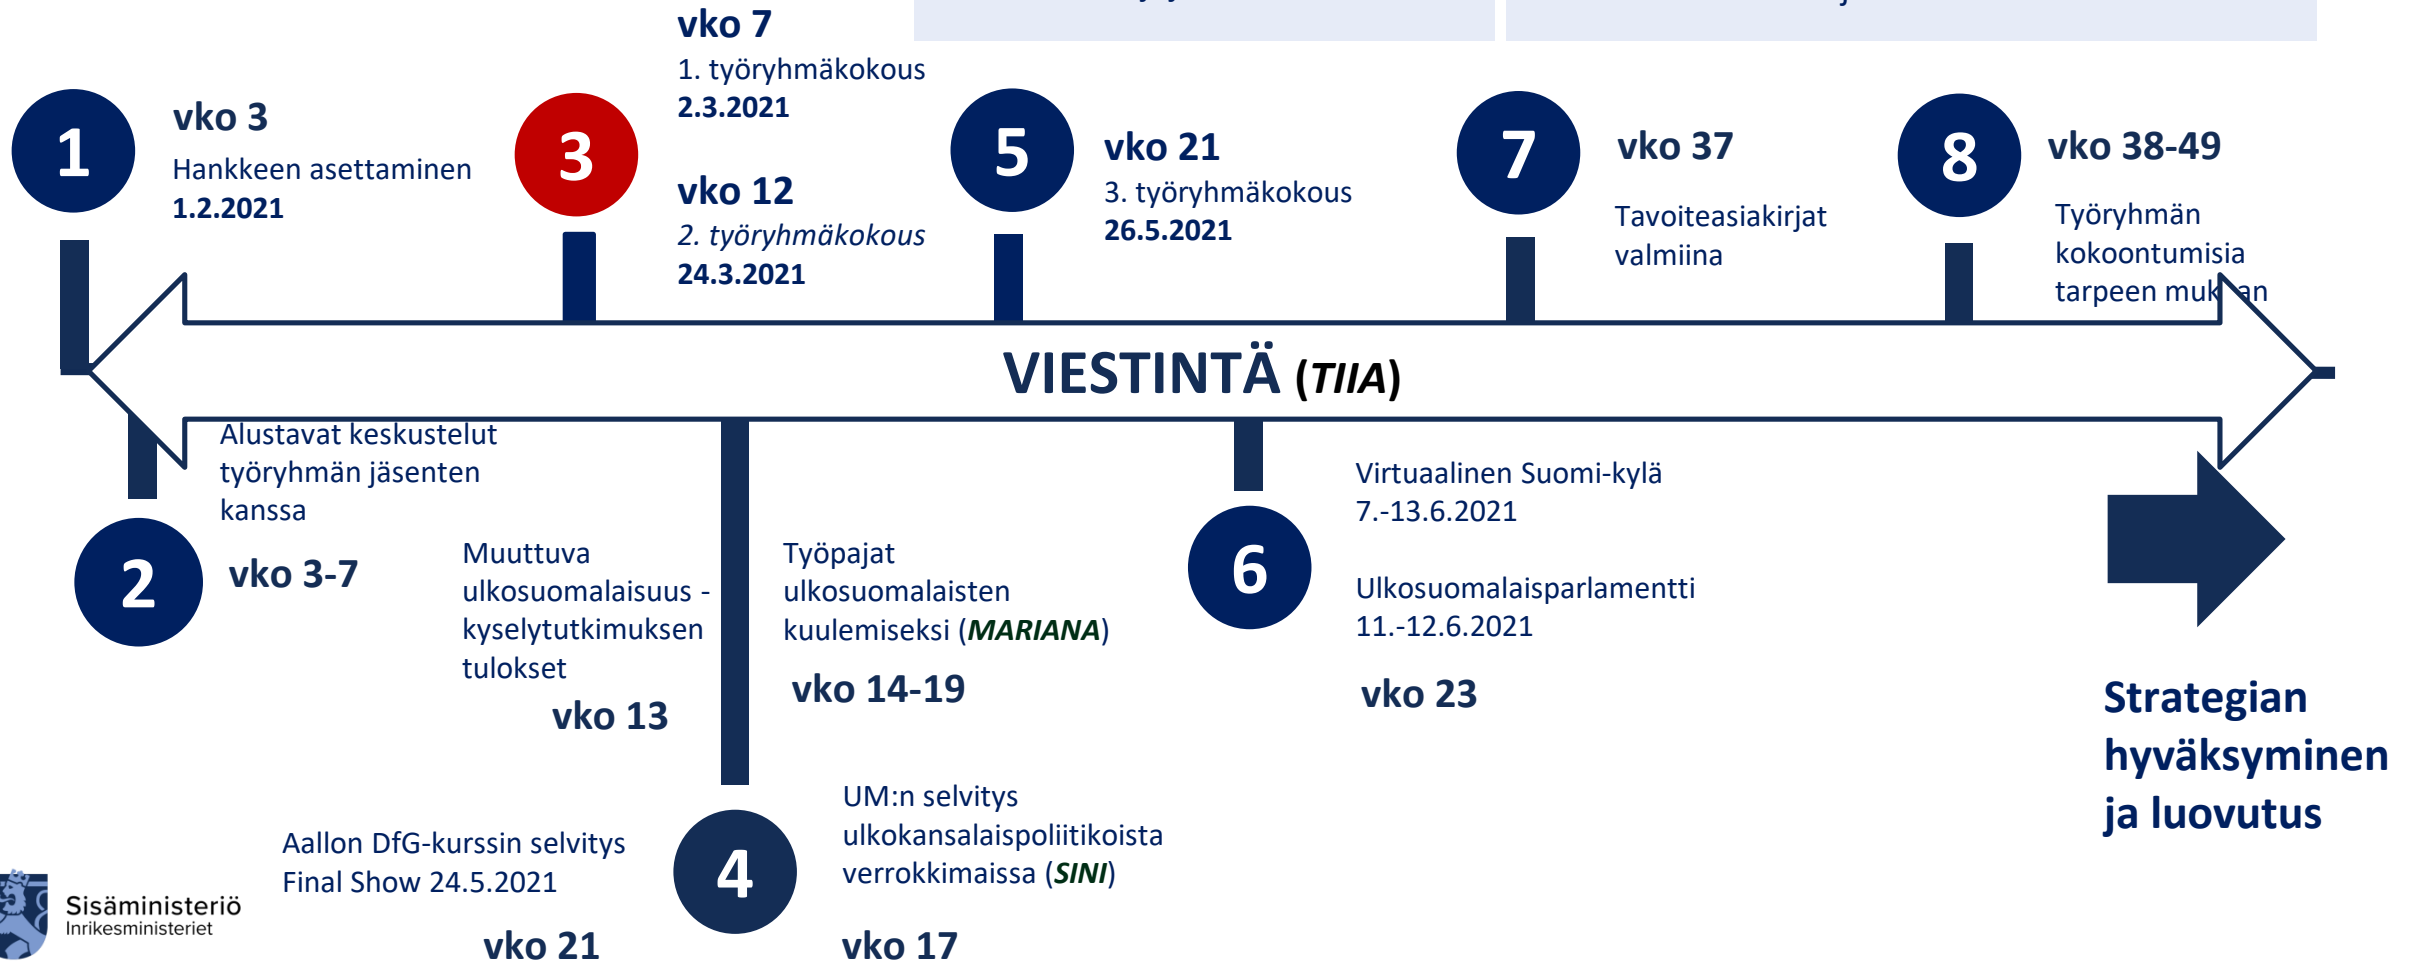 1
vko 3
Hankkeen asettaminen
1.2.2021
3
vko 7
1. työryhmäkokous
2.3.2021
vko 12
2. työryhmäkokous
24.3.2021
5
vko 21
3. työryhmäkokous
26.5.2021
7
vko 37
Tavoiteasiakirjat
valmiina
8
vko 38-49
Työryhmän
kokoontumisia
tarpeen mukaan
VIESTINTÄ (TIIA)
2
Alustavat keskustelut
työryhmän jäsenten
kanssa
vko 3-7
Muuttuva
ulkosuomalaisuus -
kyselytutkimuksen
tulokset
vko 13
Työpajat
ulkosuomalaisten
kuulemiseksi (MARIANA)
vko 14-19
Aallon DfG-kurssin selvitys
Final Show 24.5.2021
vko 21
4
UM:n selvitys
ulkokansalaispoliitikoista
verrokkimaissa (SINI)
vko 17
6
Virtuaalinen Suomi-kylä
7.-13.6.2021
Ulkosuomalaisparlamentti
11.-12.6.2021
vko 23
Strategian
hyväksyminen
ja luovutus
Sisäministeriö
Inrikesministeriet